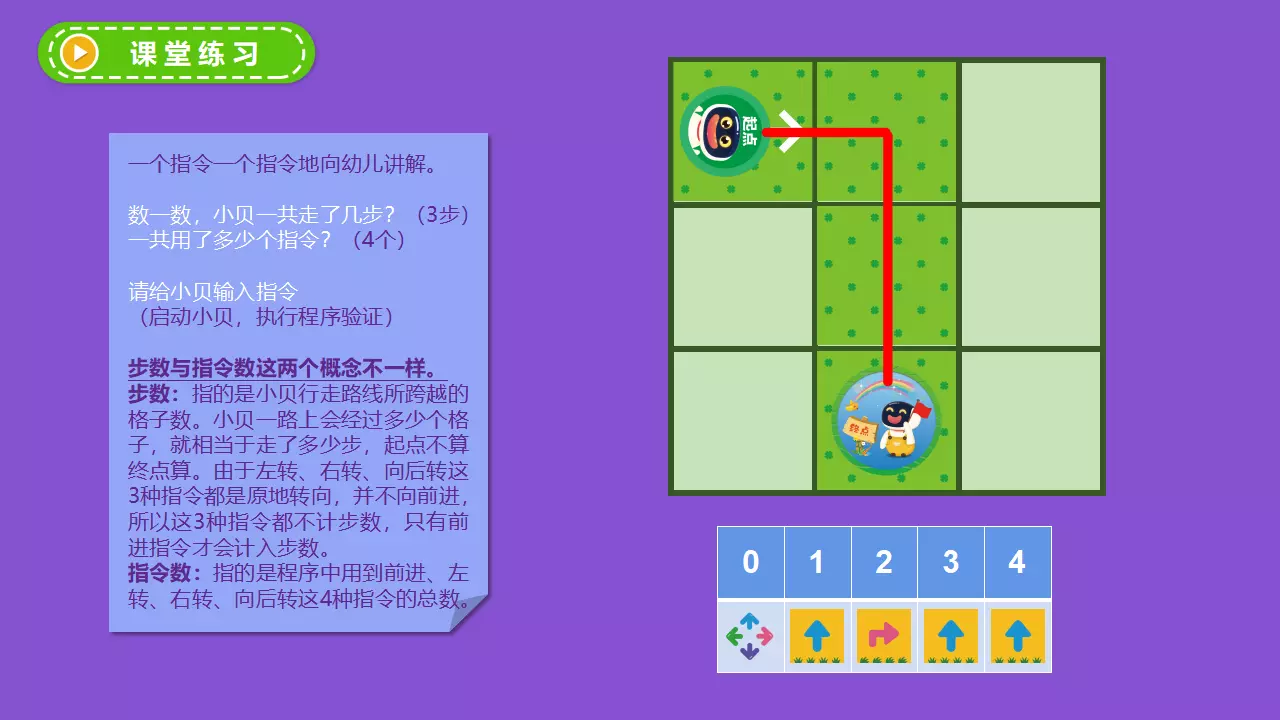 课堂练习
一个指令一个指令地向幼儿讲解。
数一数，小贝一共走了几步？（3步）
一共用了多少个指令？（4个）
请给小贝输入指令
（启动小贝，执行程序验证）
步数与指令数这两个概念不一样。
步数：指的是小贝行走路线所跨越的
格子数。小贝一路上会经过多少个格
子，就相当于走了多少步，起点不算
终点算。由于左转、右转、向后转这
3种指令都是原地转向，并不向前进，
所以这3种指令都不计步数，只有前
进指令才会计入步数。
指令数：指的是程序中用到前进、左
转、右转、向后转这4种指令的总数。
起点
终点
0 1 2 3 4